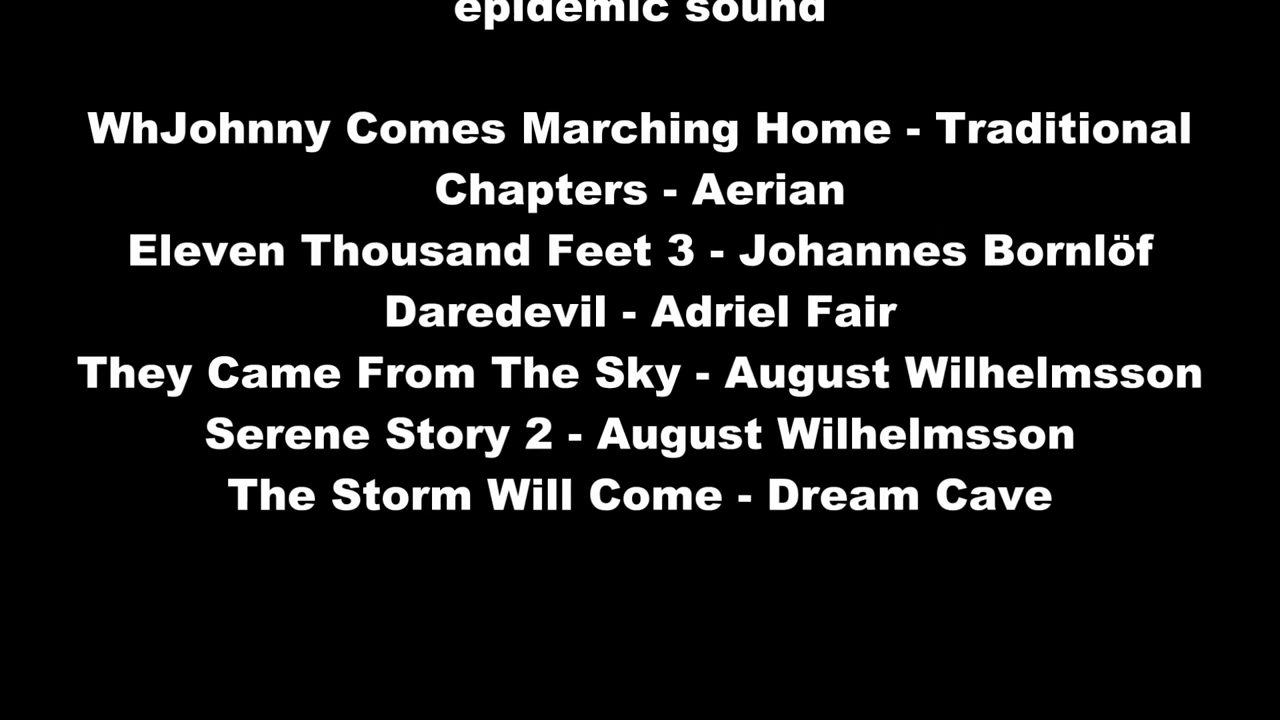 epidemic sound
WhJohnny Comes Marching Home - Traditional
Chapters - Aerian
Eleven Thousand Feet 3 - Johannes Bornlöf
Daredevil - Adriel Fair
They Came From The Sky - August Wilhelmsson
Serene Story 2 - August Wilhelmsson
The Storm Will Come - Dream Cave